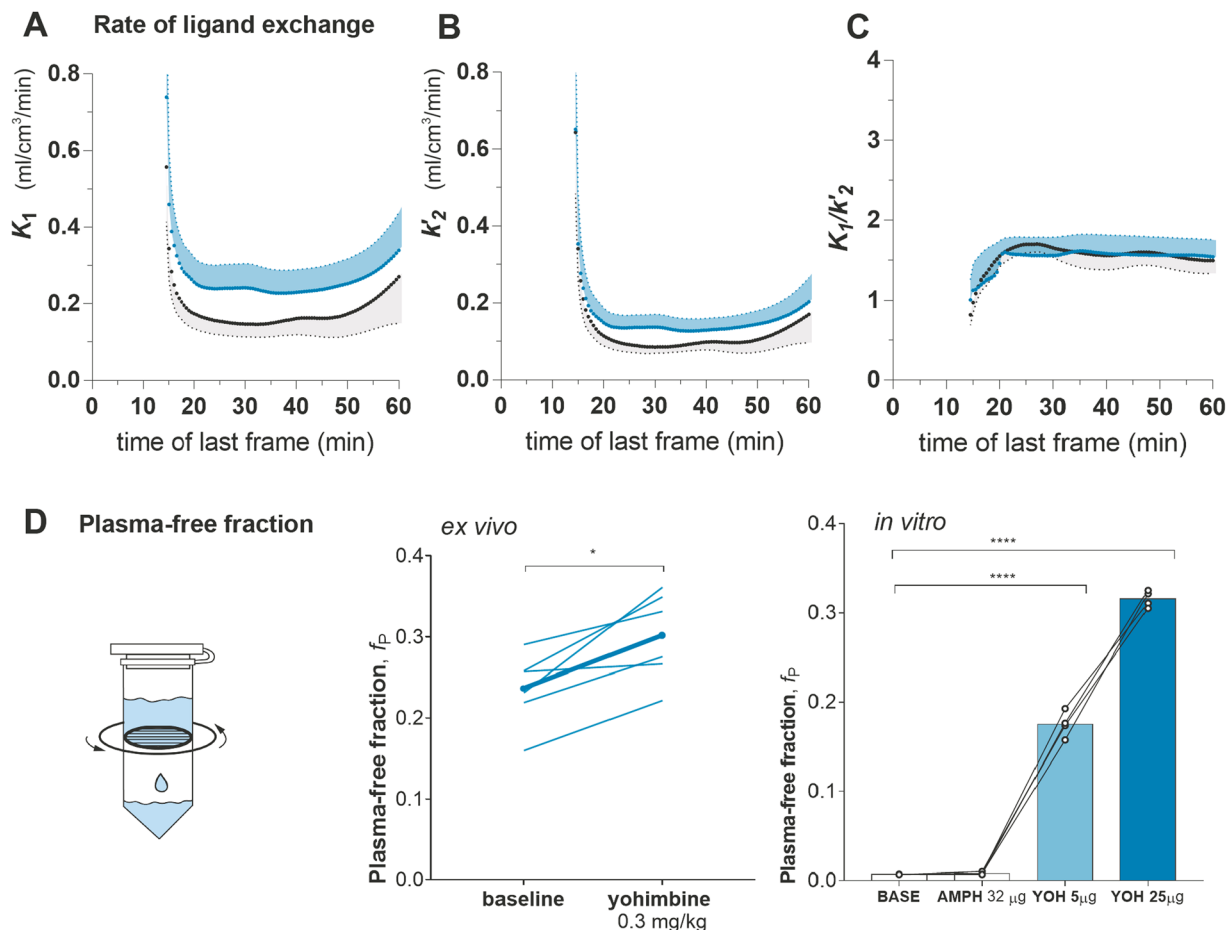 A Rate of ligand exchange
K₁ (ml/cm³/min)
0.8
0.6
0.4
0.2
0.0
0 10 20 30 40 50 60
time of last frame (min)
B
k'₂ (ml/cm³/min)
0.8
0.6
0.4
0.2
0.0
0 10 20 30 40 50 60
time of last frame (min)
C
K₁/k'₂
4
3
2
1
0
0 10 20 30 40 50 60
time of last frame (min)
D Plasma-free fraction
ex vivo
Plasma-free fraction, fP
0.4
0.3
0.2
0.1
0.0
*
baseline yohimbine
0.3 mg/kg
in vitro
Plasma-free fraction, fP
0.4
0.3
0.2
0.1
0.0
****
****
BASE AMPH 32 µg YOH 5µg YOH 25µg